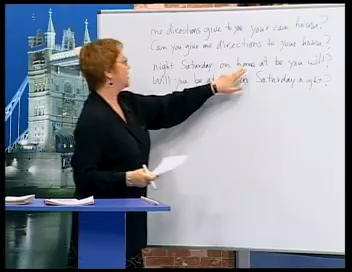 me directions give to you your can house?
Can you give me directions to your house?
night Saturday on home at be you will?
Will you be at on Saturday night?